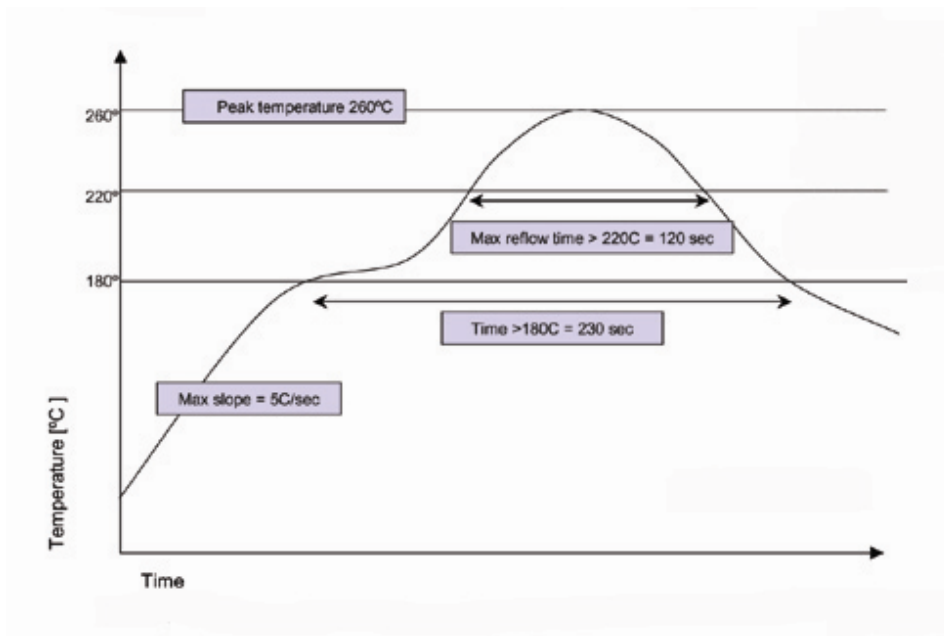 Peak temperature 260ºC
260º
220º
Max reflow time > 220C = 120 sec
180º
Time >180C = 230 sec
Max slope = 5C/sec
Temperature [ºC ]
Time